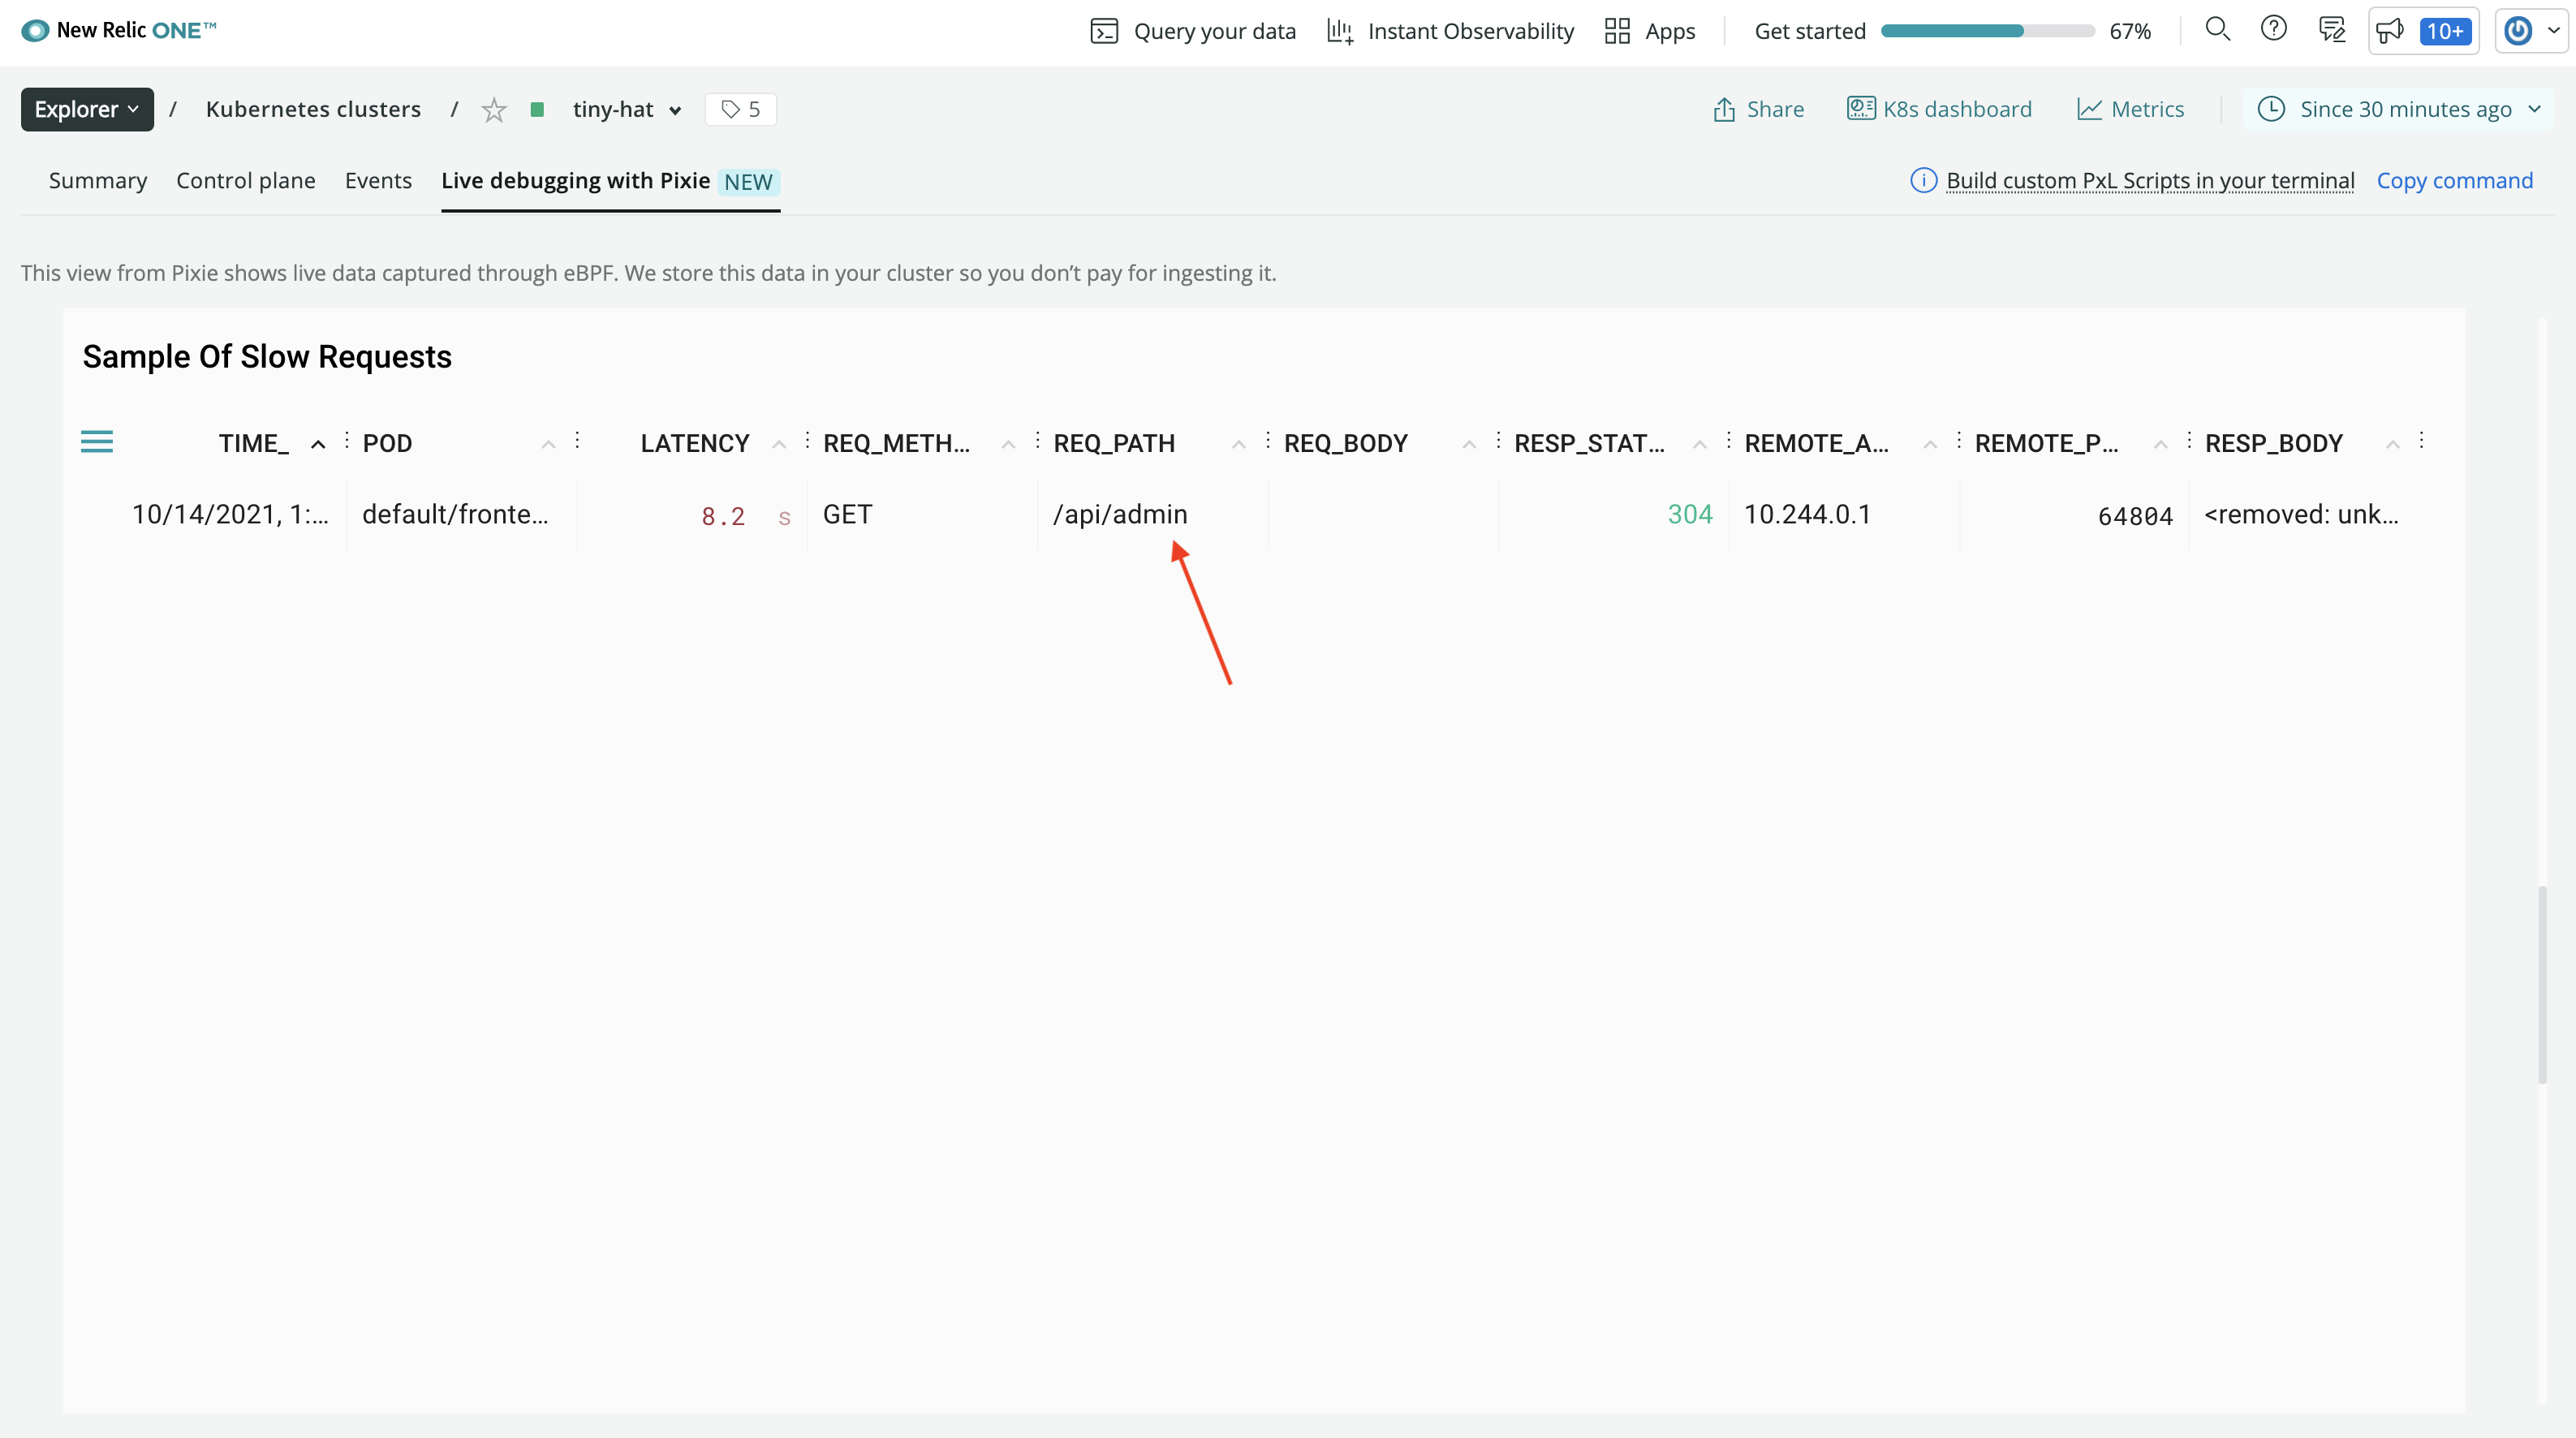 New Relic ONE™ Query your data Instant Observability Apps Get started 67% 10+
Explorer / Kubernetes clusters / tiny-hat 5 Share K8s dashboard Metrics Since 30 minutes ago
Summary Control plane Events Live debugging with Pixie NEW Build custom PxL Scripts in your terminal Copy command
This view from Pixie shows live data captured through eBPF. We store this data in your cluster so you don’t pay for ingesting it.
Sample Of Slow Requests
TIME_ POD LATENCY REQ_METH... REQ_PATH REQ_BODY RESP_STAT... REMOTE_A... REMOTE_P... RESP_BODY
10/14/2021, 1:... default/fronte... 8.2 s GET /api/admin 304 10.244.0.1 64804 <removed: unk...